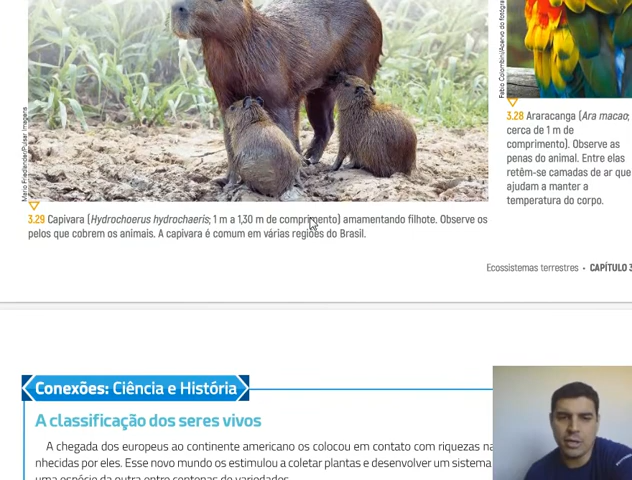 Mario Friedlander/Pulsar Imagens
3.29 Capivara (Hydrochoerus hydrochaeris; 1 m a 1,30 m de comprimento) amamentando filhote. Observe os
pelos que cobrem os animais. A capivara é comum em várias regiões do Brasil.
Fabio Colombini/Acervo do fotógrafo
3.28 Araracanga (Ara macao;
cerca de 1 m de
comprimento). Observe as
penas do animal. Entre elas
retêm-se camadas de ar que
ajudam a manter a
temperatura do corpo.
Ecossistemas terrestres • CAPÍTULO 3
Conexões: Ciência e História
A classificação dos seres vivos
A chegada dos europeus ao continente americano os colocou em contato com riquezas na
nhecidas por eles. Esse novo mundo os estimulou a coletar plantas e desenvolver um sistema
uma espécie da outra entre centenas de variedades.